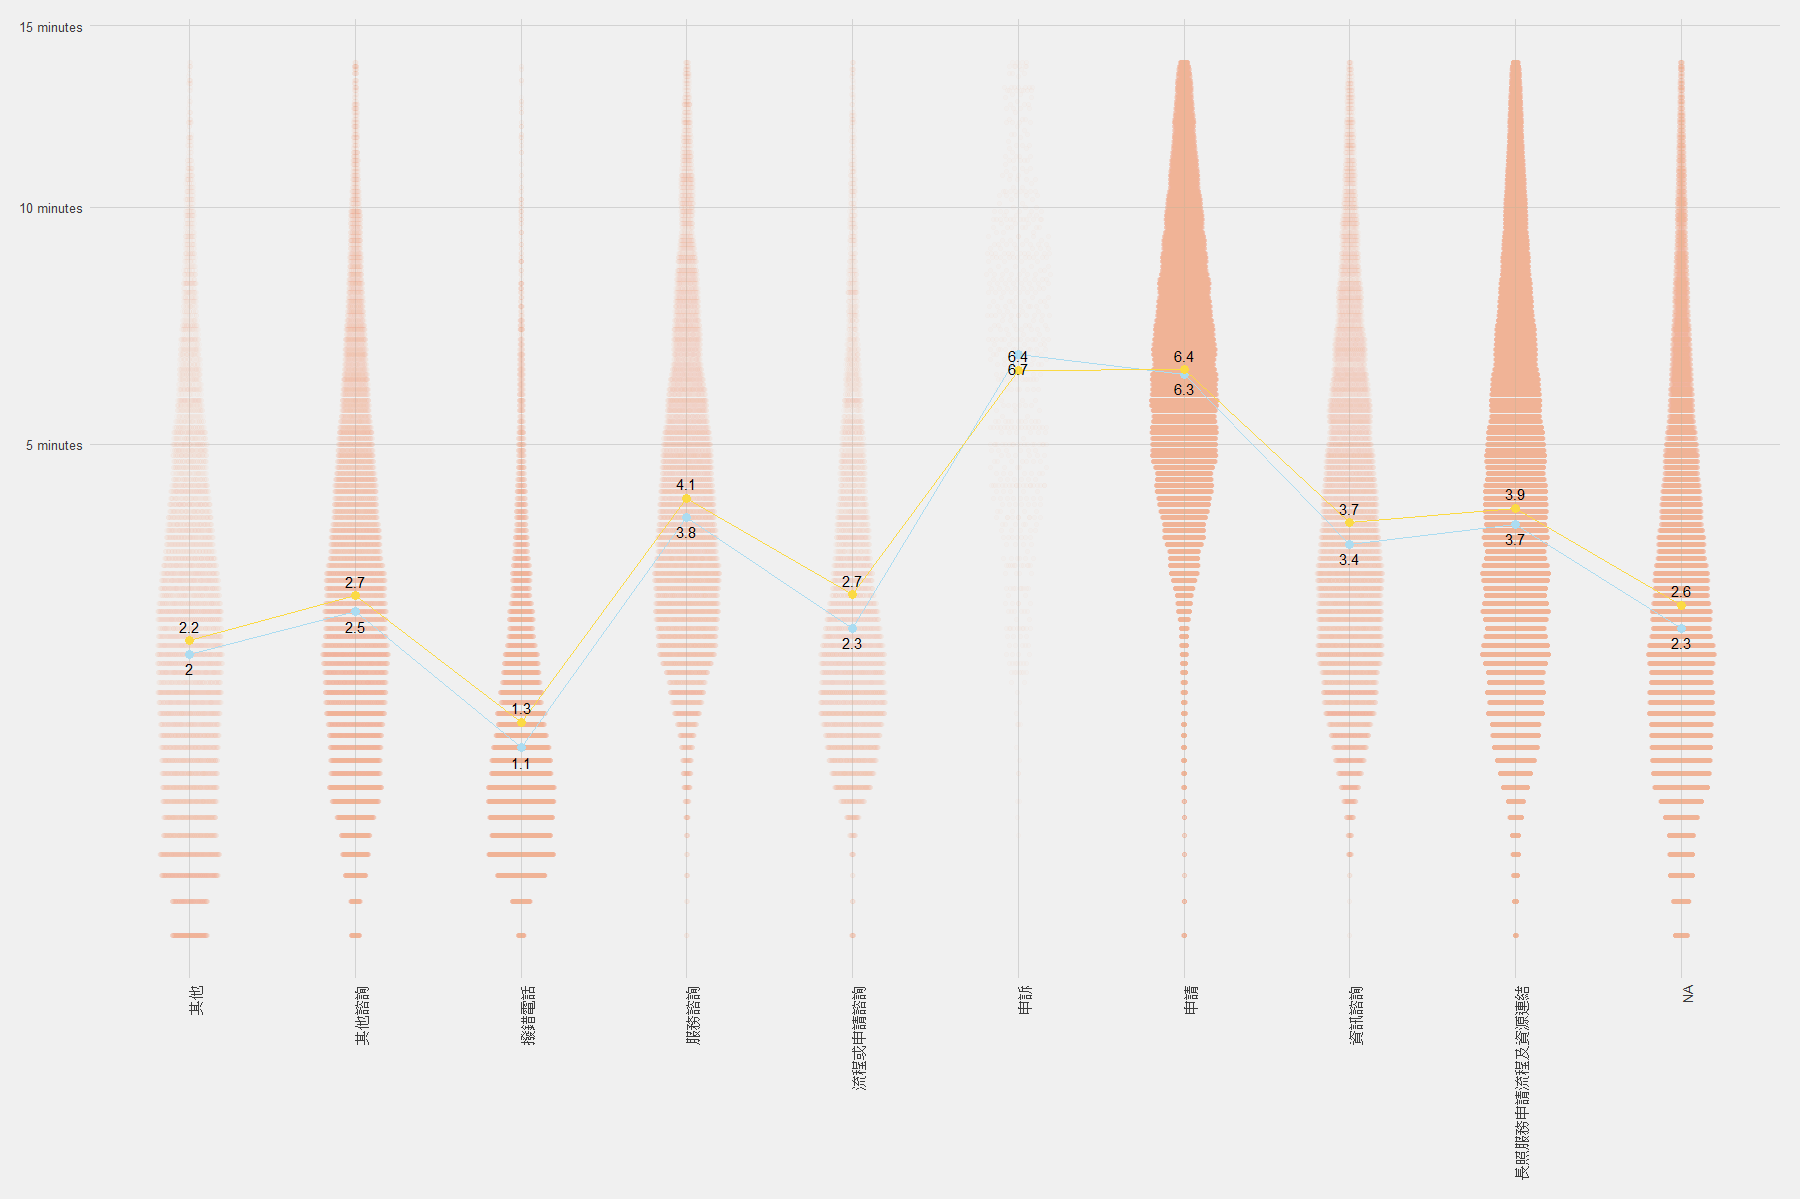 15 minutes
10 minutes
5 minutes
2.2
2
2.7
2.5
1.3
1.1
4.1
3.8
2.7
2.3
6.4
6.7
6.4
6.3
3.7
3.4
3.9
3.7
2.6
2.3
其他
其他諮詢
撥錯電話
服務諮詢
流程或申請諮詢
申訴
申請
資訊諮詢
長照服務申請流程及資源連結
NA